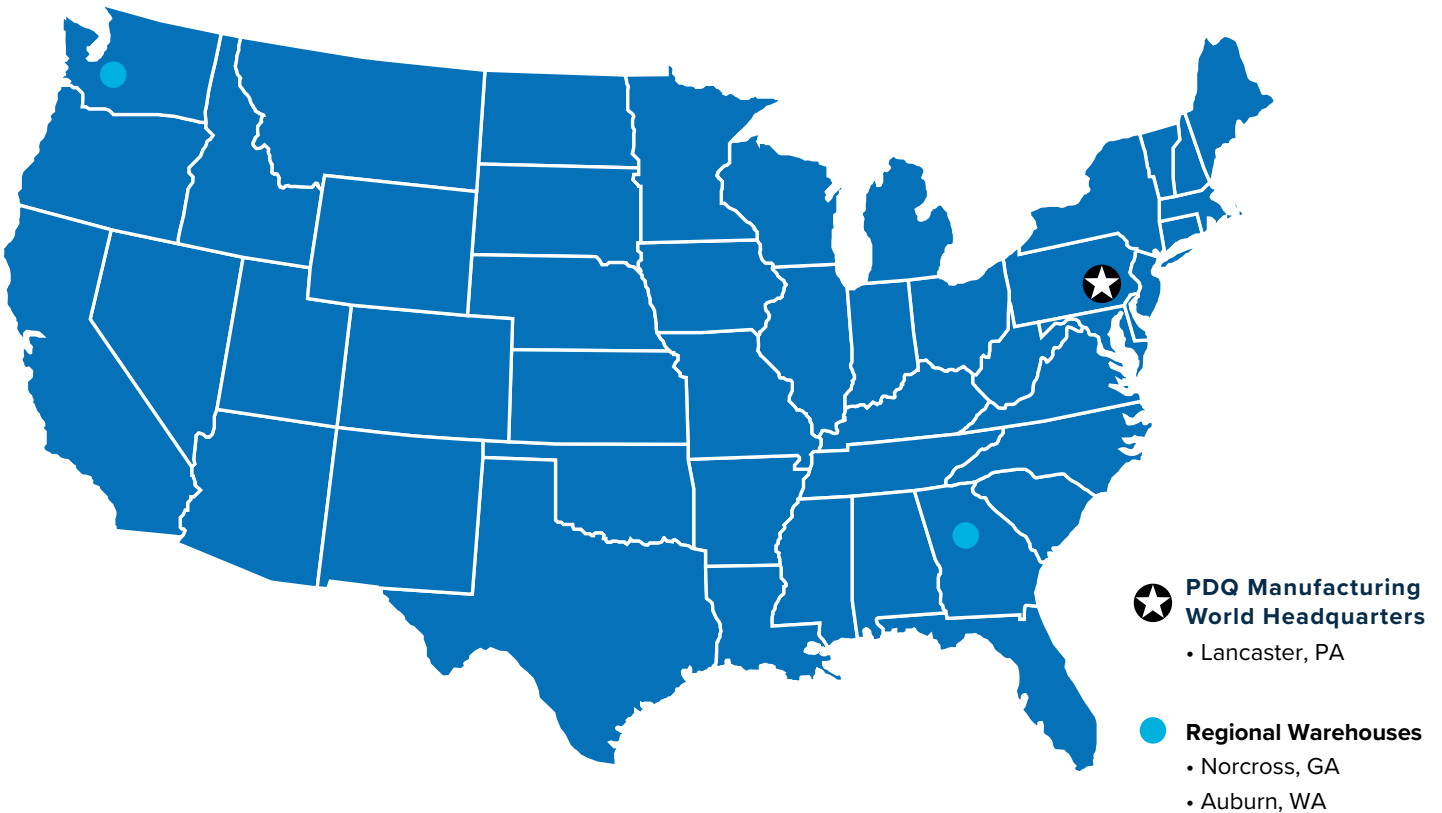 PDQ Manufacturing
World Headquarters
• Lancaster, PA
Regional Warehouses
• Norcross, GA
• Auburn, WA